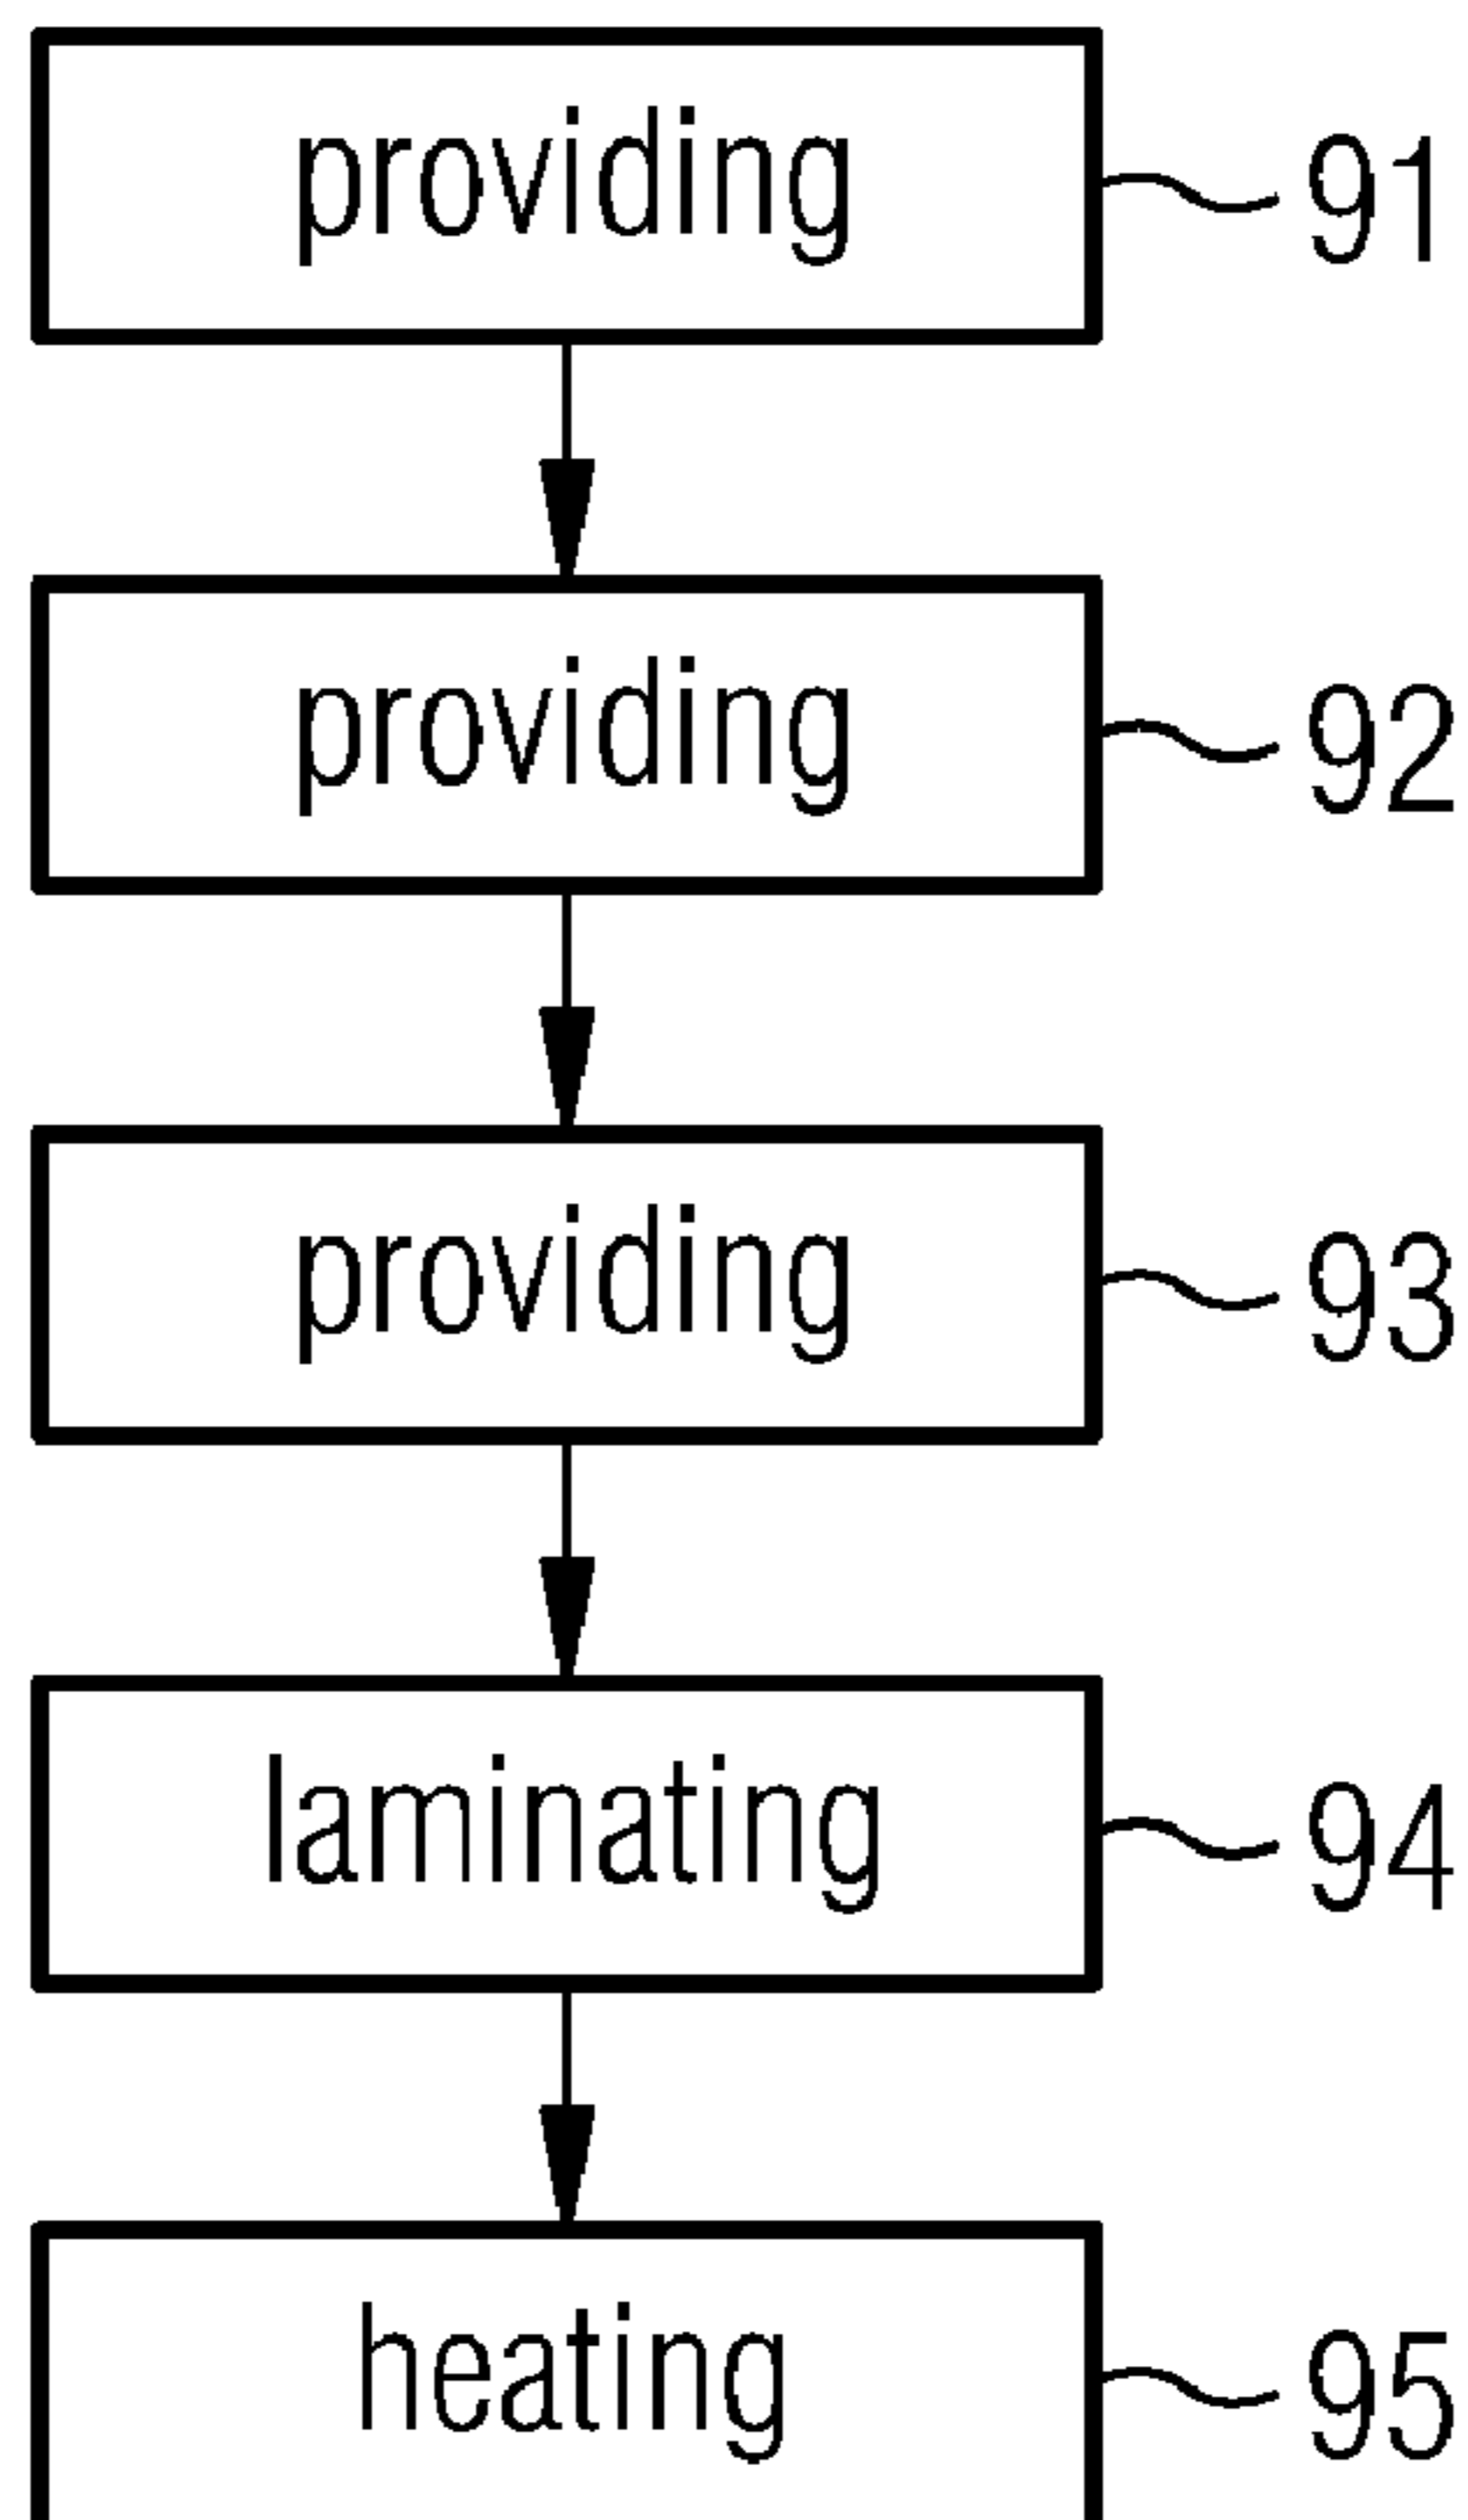 providing 91
providing 92
providing 93
laminating 94
heating 95